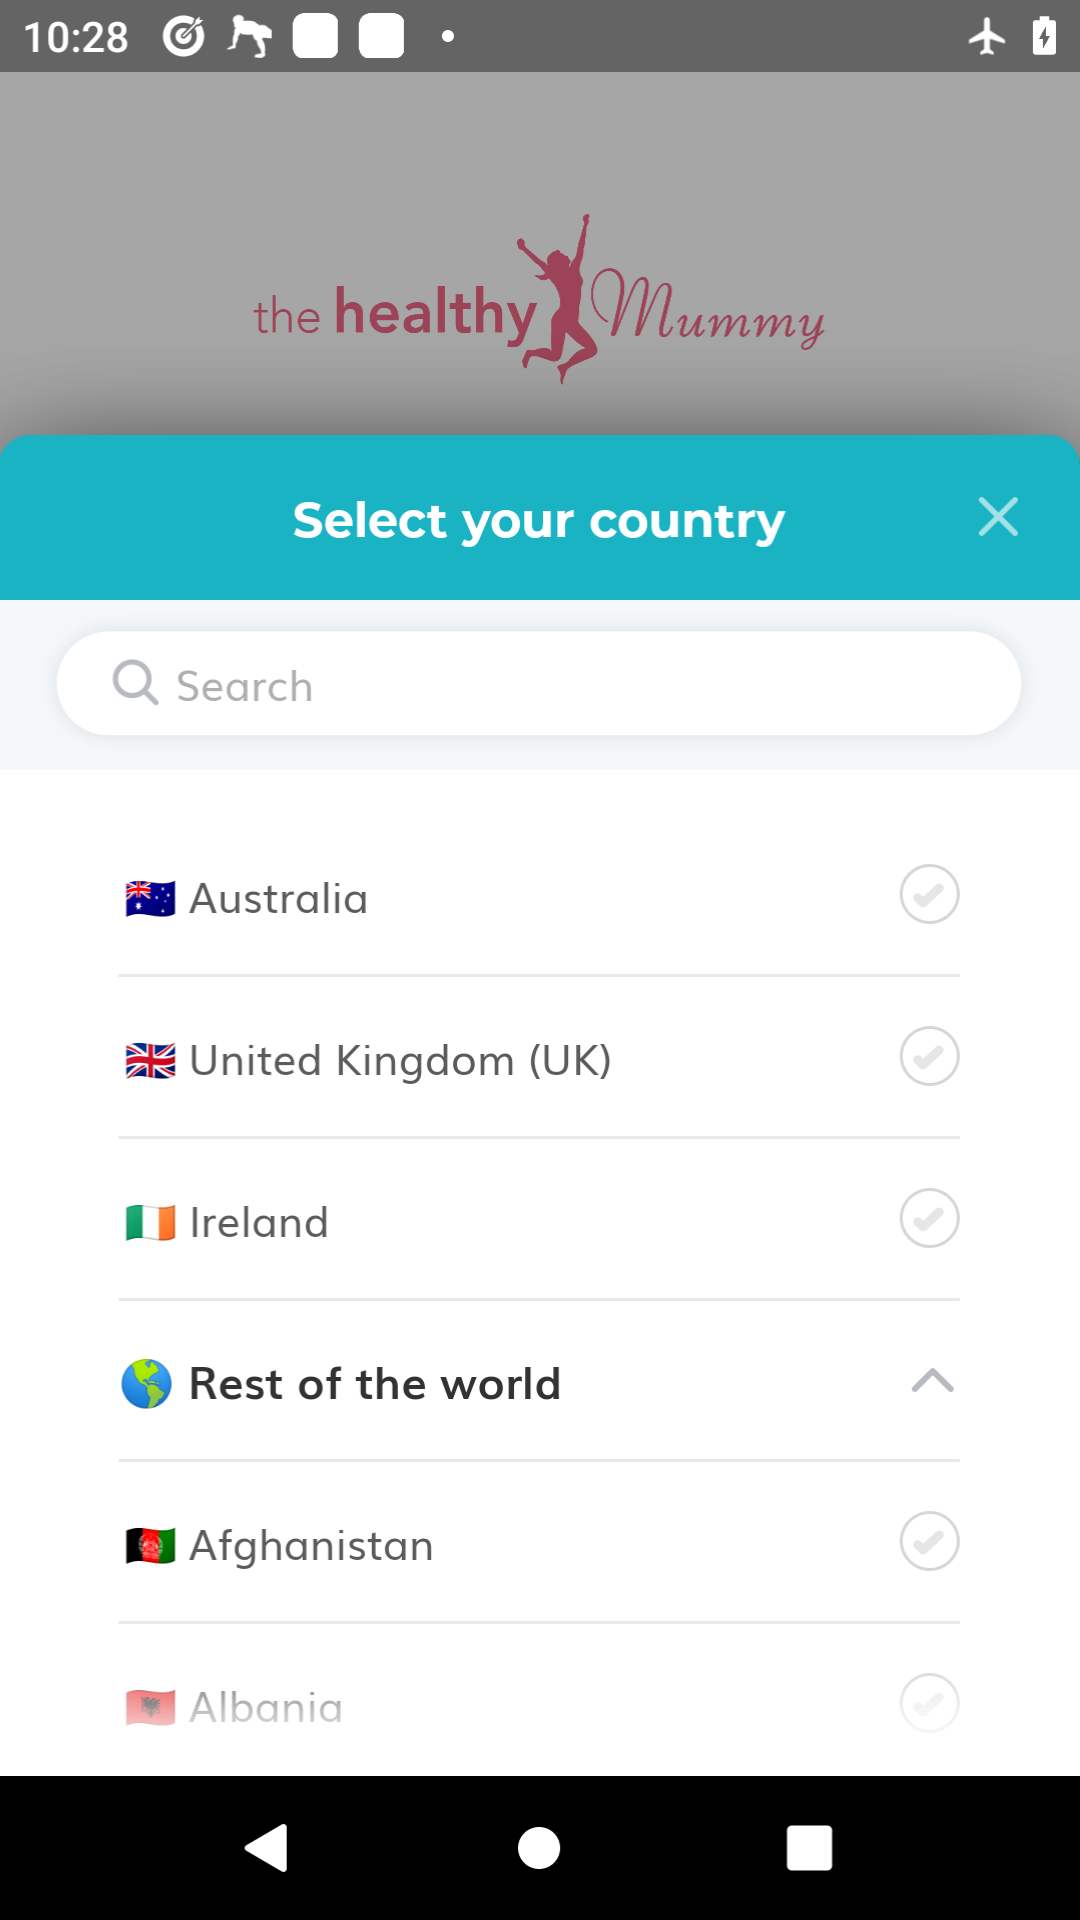 10:28
the healthy Mummy
Select your country
Search
Australia
United Kingdom (UK)
Ireland
Rest of the world
Afghanistan
Albania